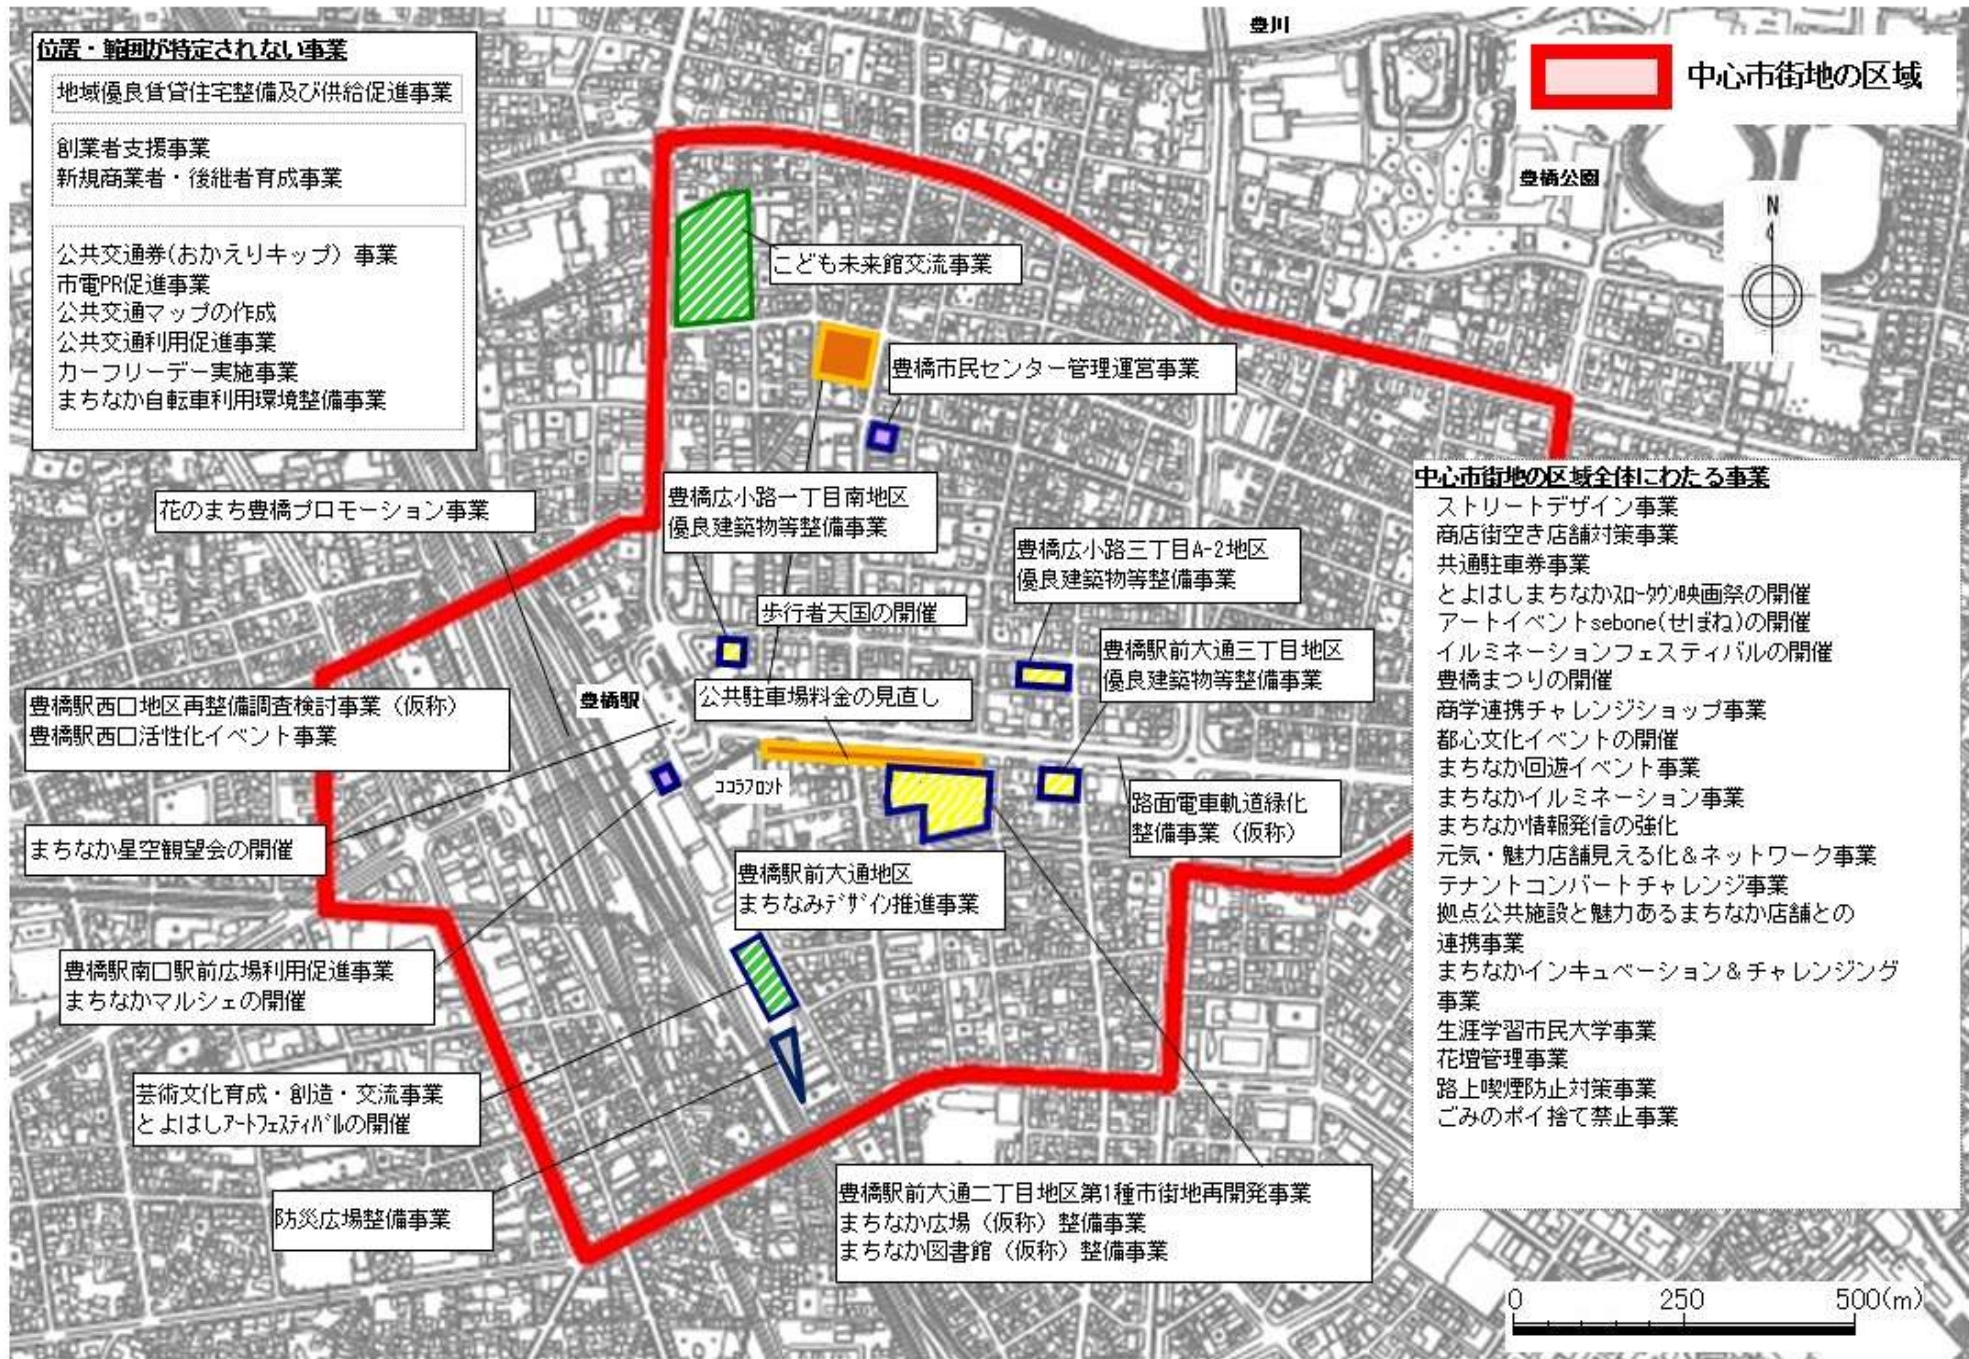 位置・範囲が特定されない事業
地域優良賃貸住宅整備及び供給促進事業
創業者支援事業
新規商業者・後継者育成事業
公共交通券(おかえりキップ）事業
市電PR促進事業
公共交通マップの作成
公共交通利用促進事業
カーフリーデー実施事業
まちなか自転車利用環境整備事業
豊川
中心市街地の区域
豊橋公園
N
こども未来館交流事業
豊橋市民センター管理運営事業
花のまち豊橋プロモーション事業
豊橋広小路一丁目南地区
優良建築物等整備事業
豊橋広小路三丁目A-2地区
優良建築物等整備事業
歩行者天国の開催
豊橋駅前大通三丁目地区
優良建築物等整備事業
豊橋駅
公共駐車場料金の見直し
豊橋駅西口地区再整備調査検討事業（仮称）
豊橋駅西口活性化イベント事業
ココラフロント
路面電車軌道緑化
整備事業（仮称）
まちなか星空観望会の開催
豊橋駅前大通地区
まちなみデザイン推進事業
豊橋駅南口駅前広場利用促進事業
まちなかマルシェの開催
芸術文化育成・創造・交流事業
とよはしアートフェスティバルの開催
防災広場整備事業
豊橋駅前大通二丁目地区第1種市街地再開発事業
まちなか広場（仮称）整備事業
まちなか図書館（仮称）整備事業
中心市街地の区域全体にわたる事業
ストリートデザイン事業
商店街空き店舗対策事業
共通駐車券事業
とよはしまちなかスロータウン映画祭の開催
アートイベントsebone(せぼね)の開催
イルミネーションフェスティバルの開催
豊橋まつりの開催
商学連携チャレンジショップ事業
都心文化イベントの開催
まちなか回遊イベント事業
まちなかイルミネーション事業
まちなか情報発信の強化
元気・魅力店舗見える化＆ネットワーク事業
テナントコンバートチャレンジ事業
拠点公共施設と魅力あるまちなか店舗との
連携事業
まちなかインキュベーション＆チャレンジング
事業
生涯学習市民大学事業
花壇管理事業
路上喫煙防止対策事業
ごみのポイ捨て禁止事業
0 250 500(m)